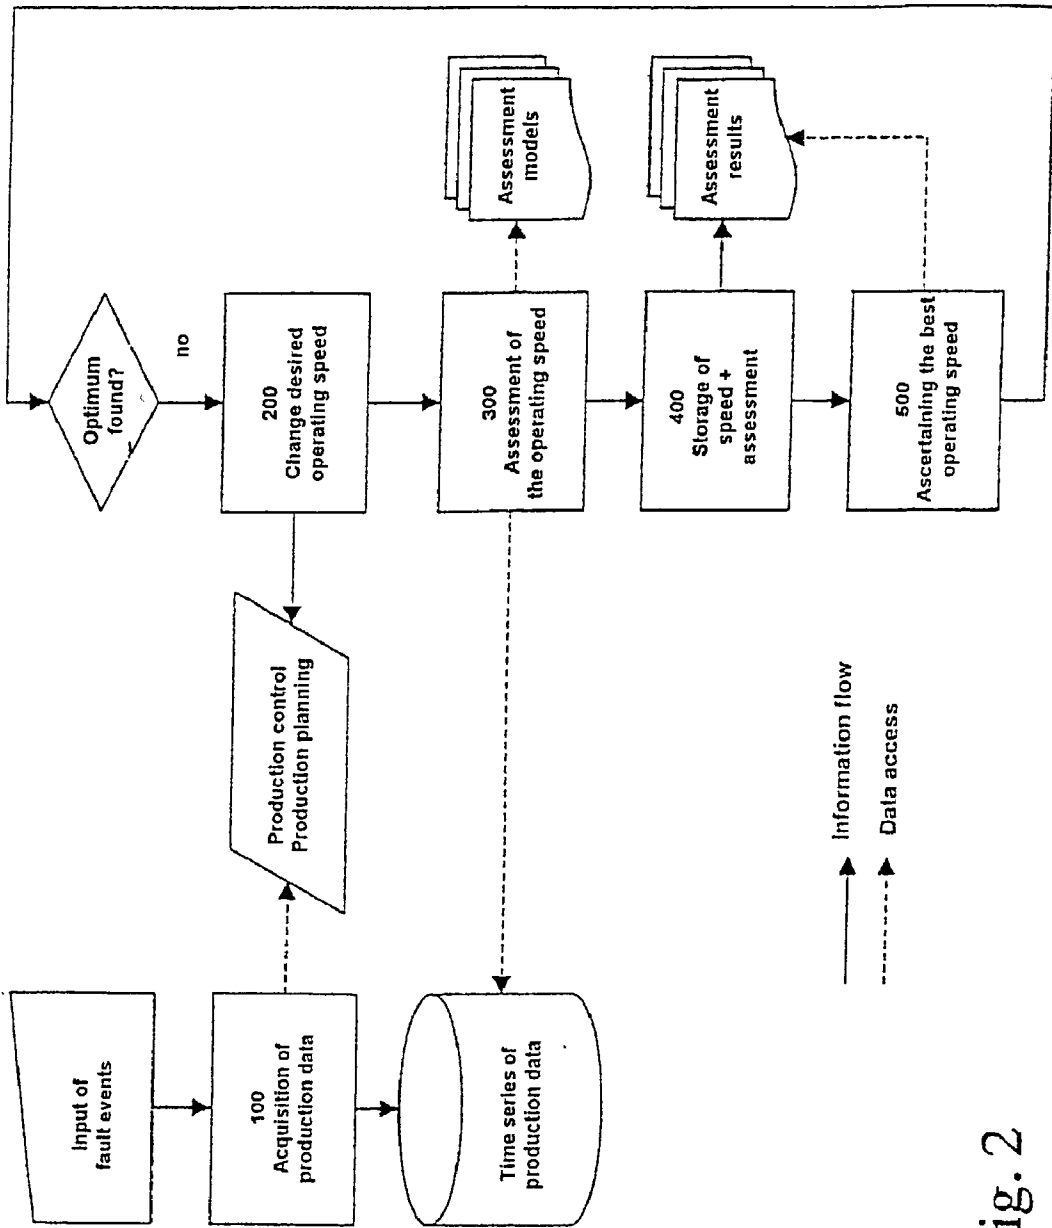 Input of
fault events
100
Acquisition of
production data
Time series of
production data
Production control
Production planning
Optimum
found?
no
200
Change desired
operating speed
300
Assessment of
the operating speed
400
Storage of
speed +
assessment
500
Ascertaining the best
operating speed
Assessment
models
Assessment
results
Information flow
Data access
ig. 2